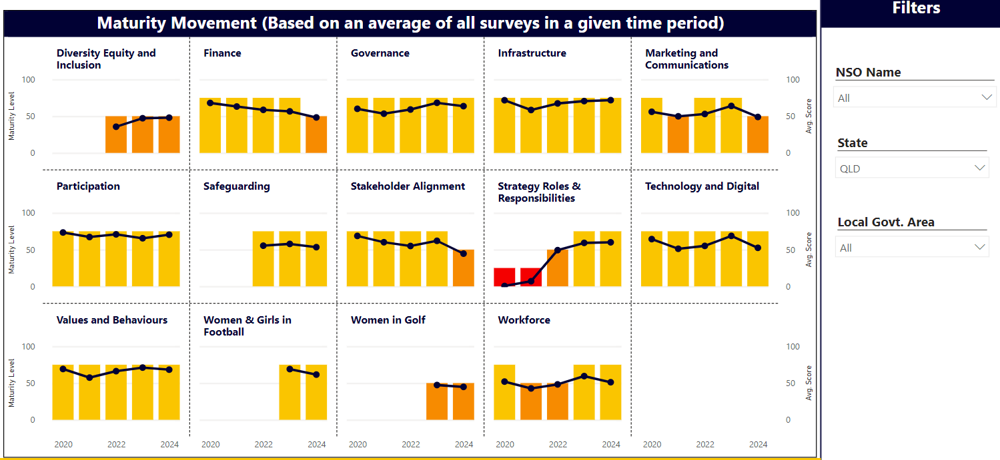 Maturity Movement (Based on an average of all surveys in a given time period)
Filters
Diversity Equity and
Inclusion
Finance
Governance
Infrastructure
Marketing and
Communications
Maturity Level
100
50
0
100
50
0
Avg. Score
Participation
Safeguarding
Stakeholder Alignment
Strategy Roles &
Responsibilities
Technology and Digital
Maturity Level
100
50
0
100
50
0
Avg. Score
Values and Behaviours
Women & Girls in
Football
Women in Golf
Workforce
Maturity Level
100
50
0
100
50
0
Avg. Score
2020 2022 2024 2020 2022 2024 2020 2022 2024 2020 2022 2024 2020 2022 2024
NSO Name
All
State
QLD
Local Govt. Area
All